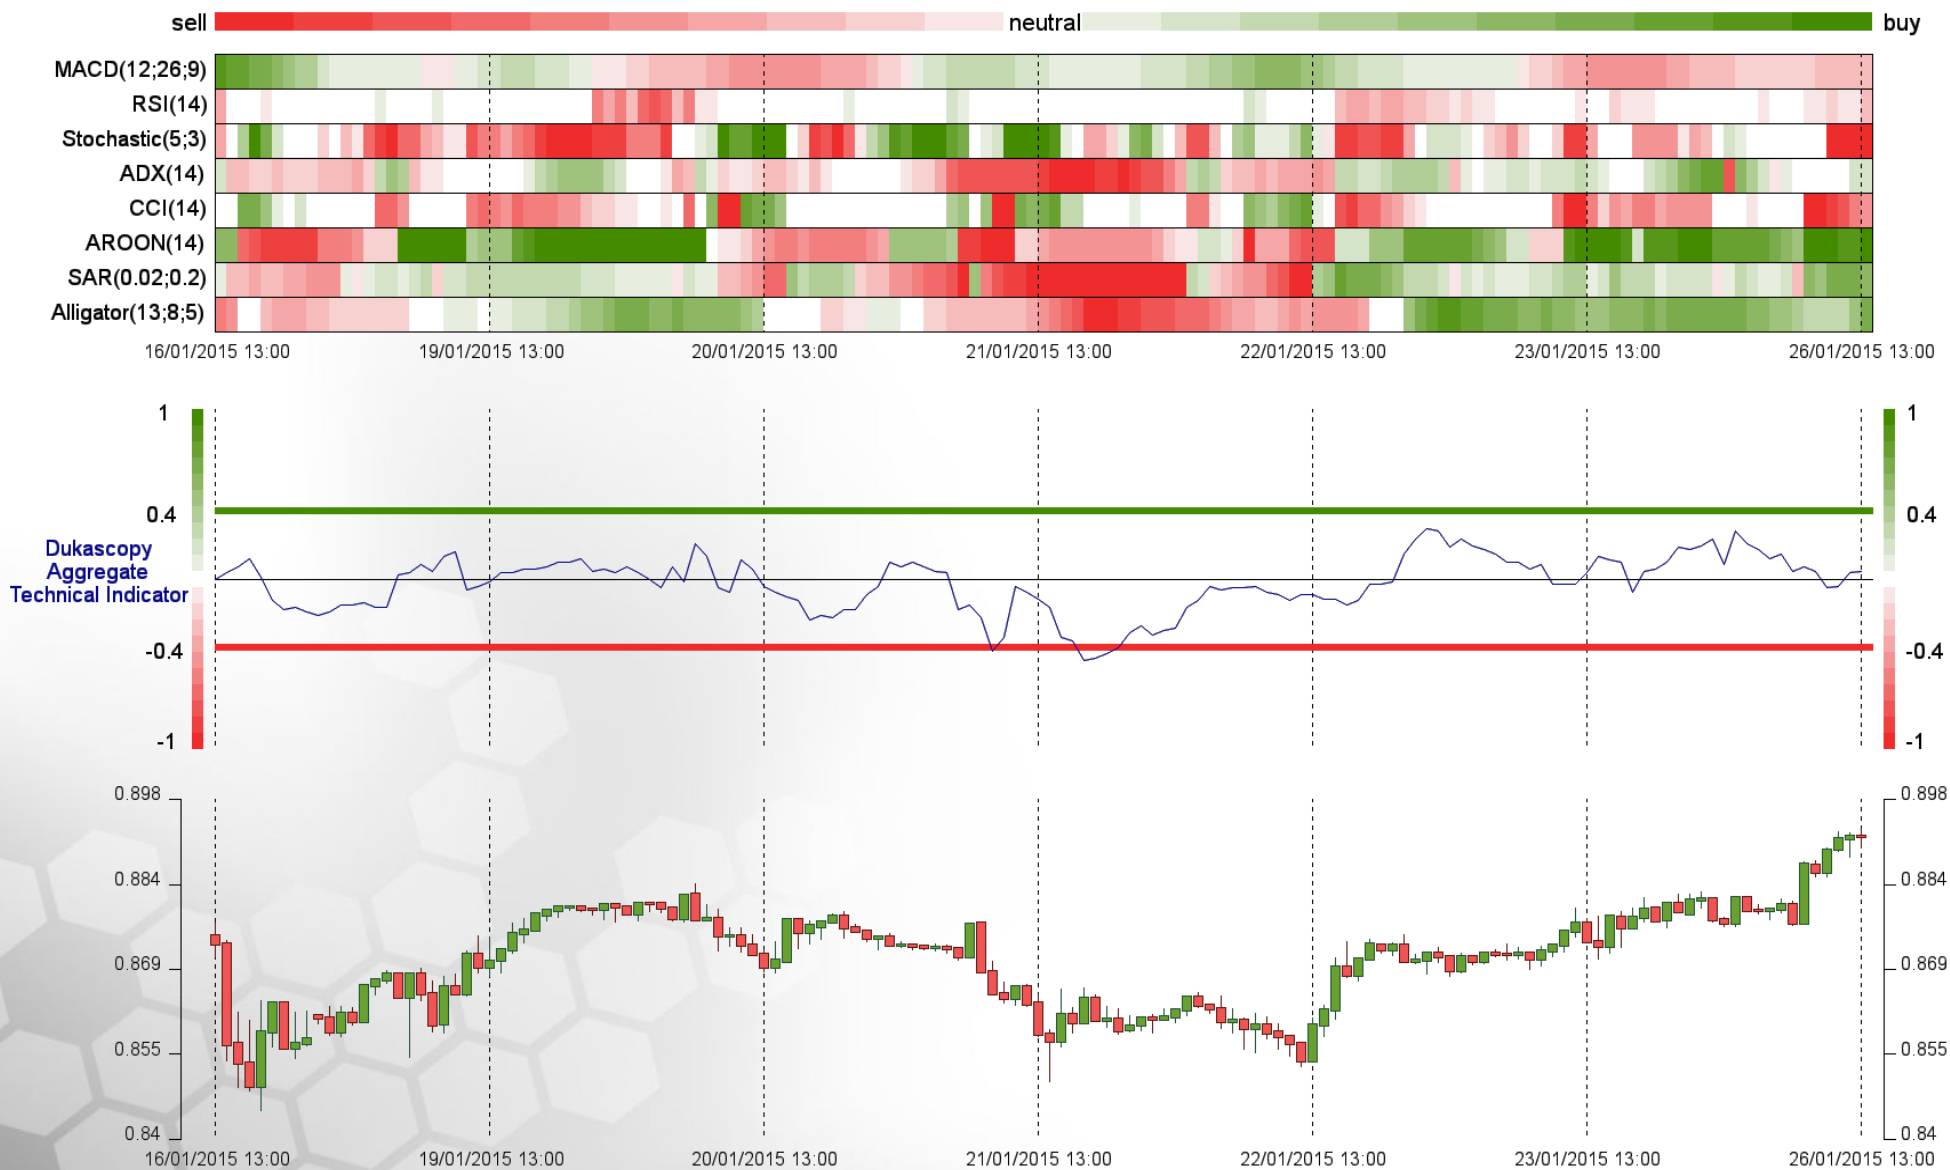 sell neutral buy
MACD(12;26;9)
RSI(14)
Stochastic(5;3)
ADX(14)
CCI(14)
AROON(14)
SAR(0.02;0.2)
Alligator(13;8;5)
16/01/2015 13:00 19/01/2015 13:00 20/01/2015 13:00 21/01/2015 13:00 22/01/2015 13:00 23/01/2015 13:00 26/01/2015 13:00
1 1
0.4 0.4
Dukascopy
Aggregate
Technical Indicator
-0.4 -0.4
-1 -1
0.898 0.898
0.884 0.884
0.869 0.869
0.855 0.855
0.84 0.84
16/01/2015 13:00 19/01/2015 13:00 20/01/2015 13:00 21/01/2015 13:00 22/01/2015 13:00 23/01/2015 13:00 26/01/2015 13:00